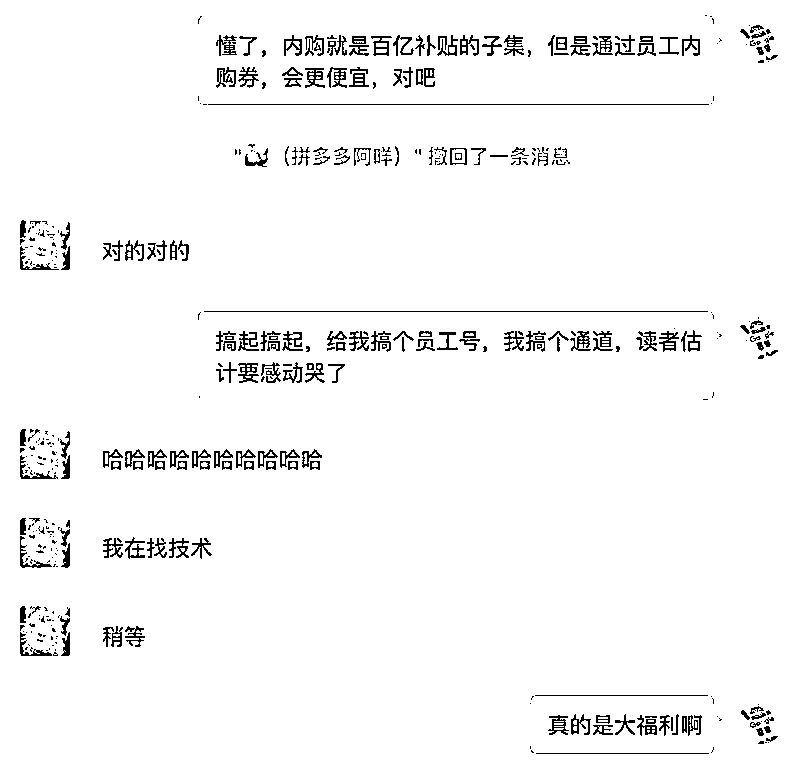 懂了，内购就是百亿补贴的子集，但是通过员工内
购券，会更便宜，对吧
"（拼多多阿咩）"撤回了一条消息
对的对的
搞起搞起，给我搞个员工号，我搞个通道，读者估
计要感动哭了
哈哈哈哈哈哈哈哈哈哈
我在找技术
稍等
真的是大福利啊